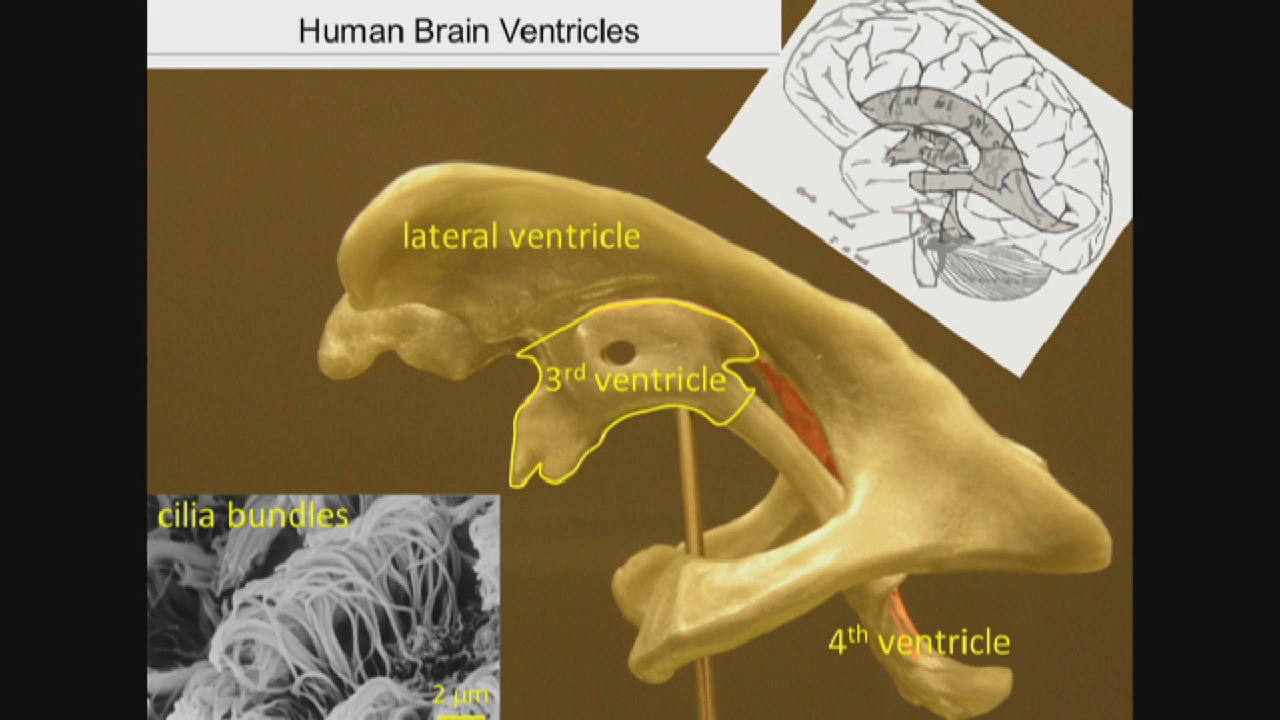 Human Brain Ventricles
lateral ventricle
3rd ventricle
cilia bundles
4th ventricle
2 µm